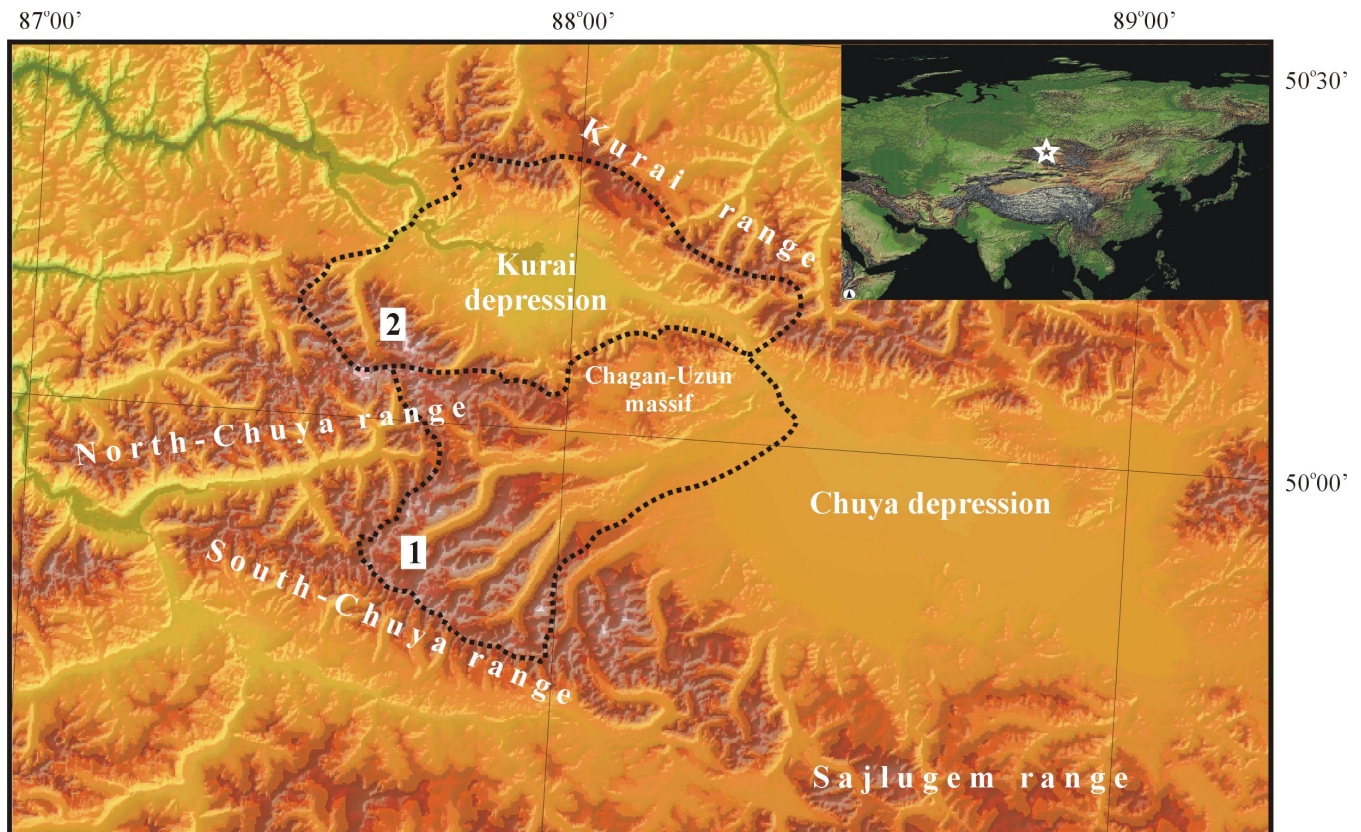 87°00’ 88°00’ 89°00’
50°30’
Kurai
range
Kurai
depression
2
Chagan-Uzun
massif
North-Chuya range
50°00’
Chuya depression
1
South-Chuya range
Sajlugem range